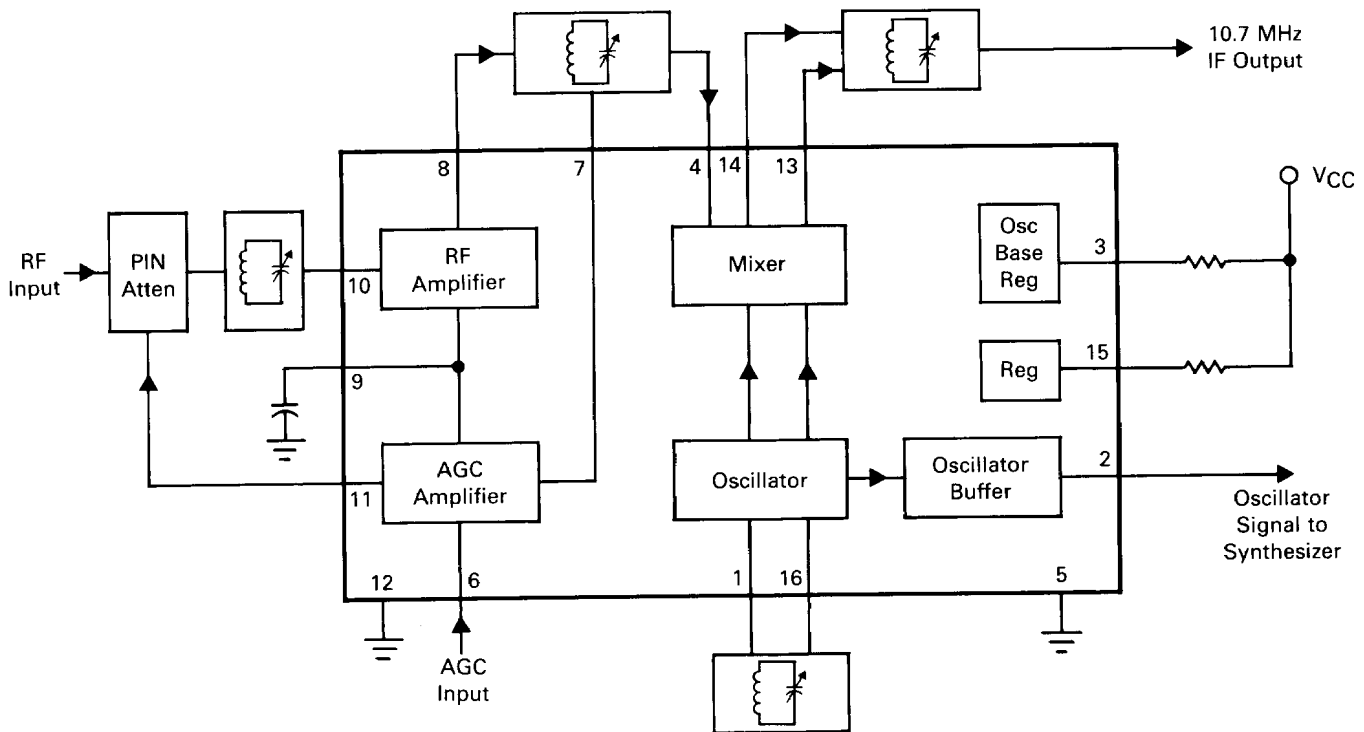 10.7 MHz
IF Output
8
7
4
14
13
VCC
RF
Input
PIN
Atten
10
RF
Amplifier
Mixer
Osc
Base
Reg
3
9
Reg
15
11
AGC
Amplifier
Oscillator
Oscillator
Buffer
2
Oscillator
Signal to
Synthesizer
12
6
1
16
5
AGC
Input